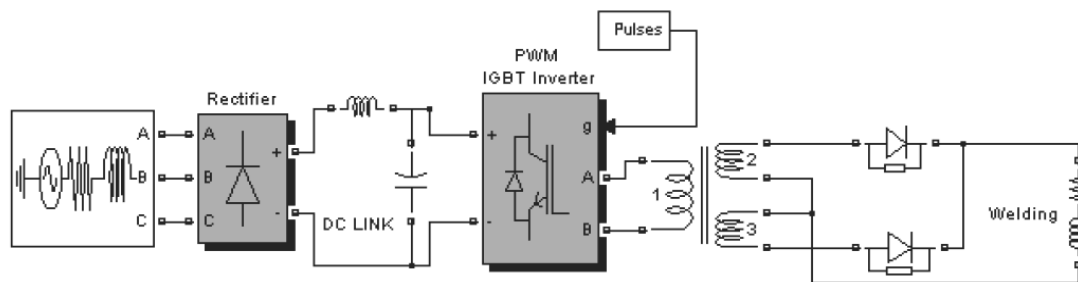 Pulses
PWM
IGBT Inverter
Rectifier
A
B
C
A
B
C
+
-
DC LINK
+
-
g
A
B
1
2
3
Welding